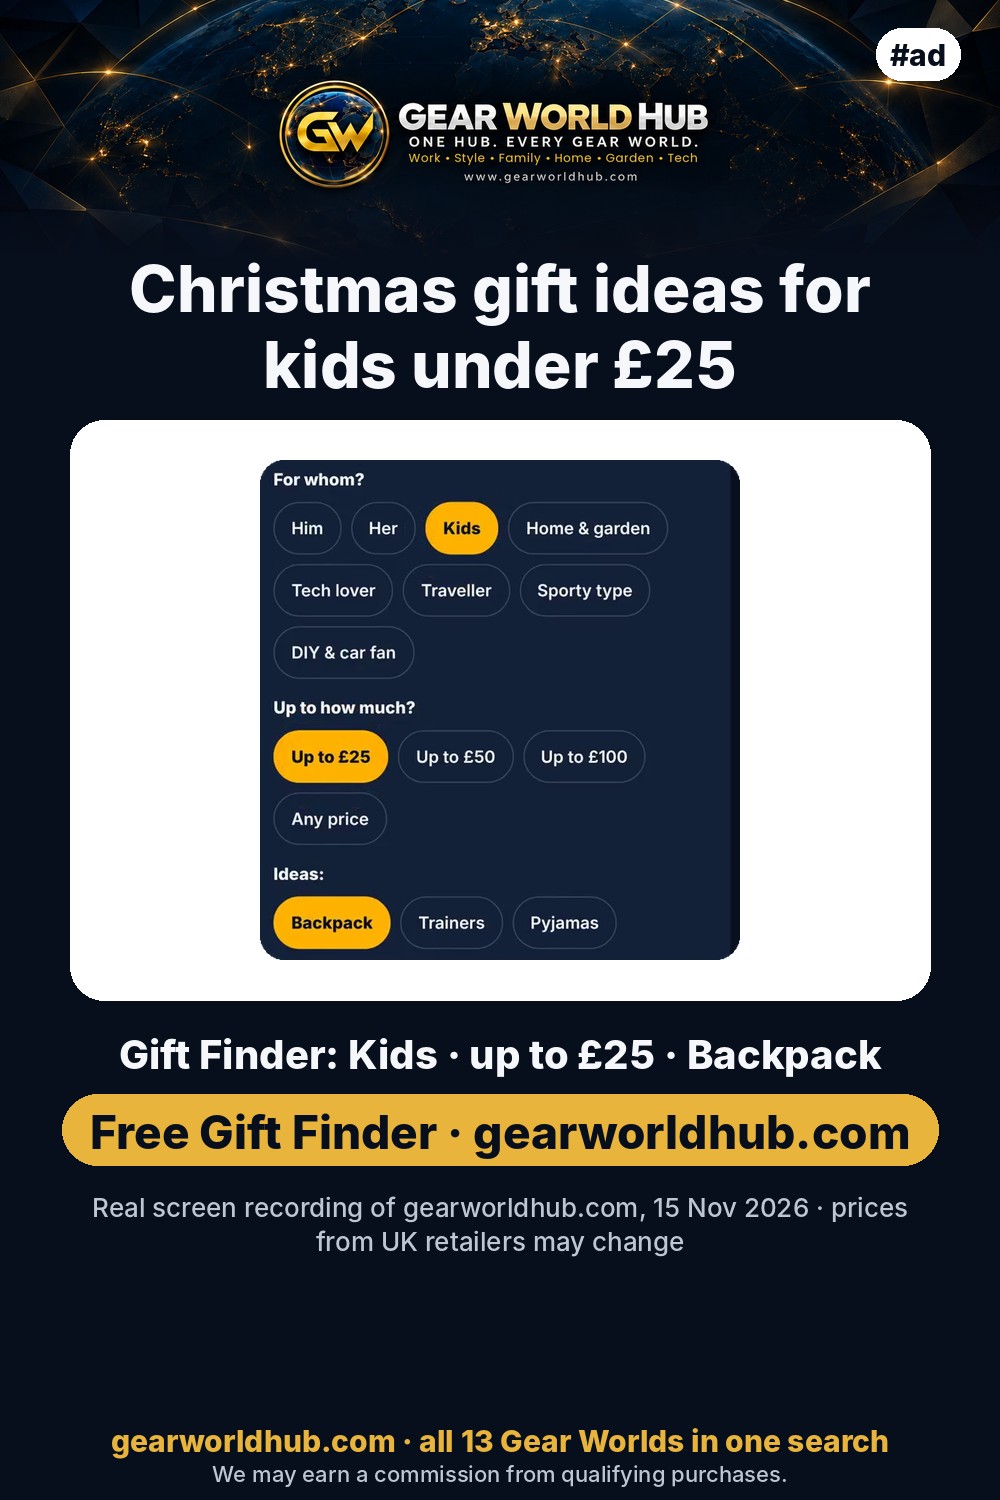 #ad
GW
GEAR WORLD HUB
ONE HUB. EVERY GEAR WORLD.
Work • Style • Family • Home • Garden • Tech
www.gearworldhub.com
Christmas gift ideas for
kids under £25
For whom?
Him Her Kids Home & garden
Tech lover Traveller Sporty type
DIY & car fan
Up to how much?
Up to £25 Up to £50 Up to £100
Any price
Ideas:
Backpack Trainers Pyjamas
Gift Finder: Kids · up to £25 · Backpack
Free Gift Finder · gearworldhub.com
Real screen recording of gearworldhub.com, 15 Nov 2026 · prices
from UK retailers may change
gearworldhub.com · all 13 Gear Worlds in one search
We may earn a commission from qualifying purchases.